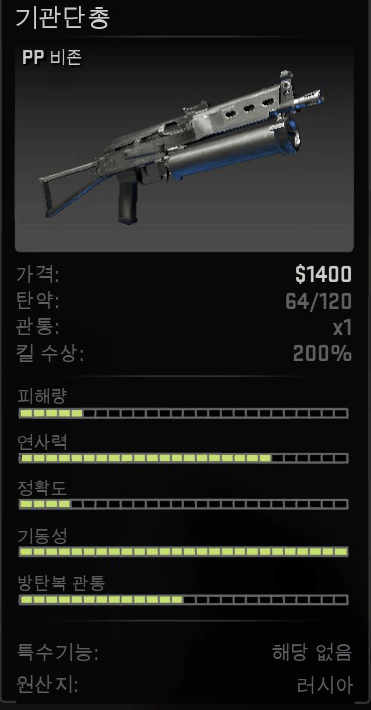 기관단총
PP 비존
가격: $1400
탄약: 64/120
관통: x1
킬 수상: 200%
피해량
연사력
정확도
기동성
방탄복 관통
특수기능: 해당 없음
원산지: 러시아